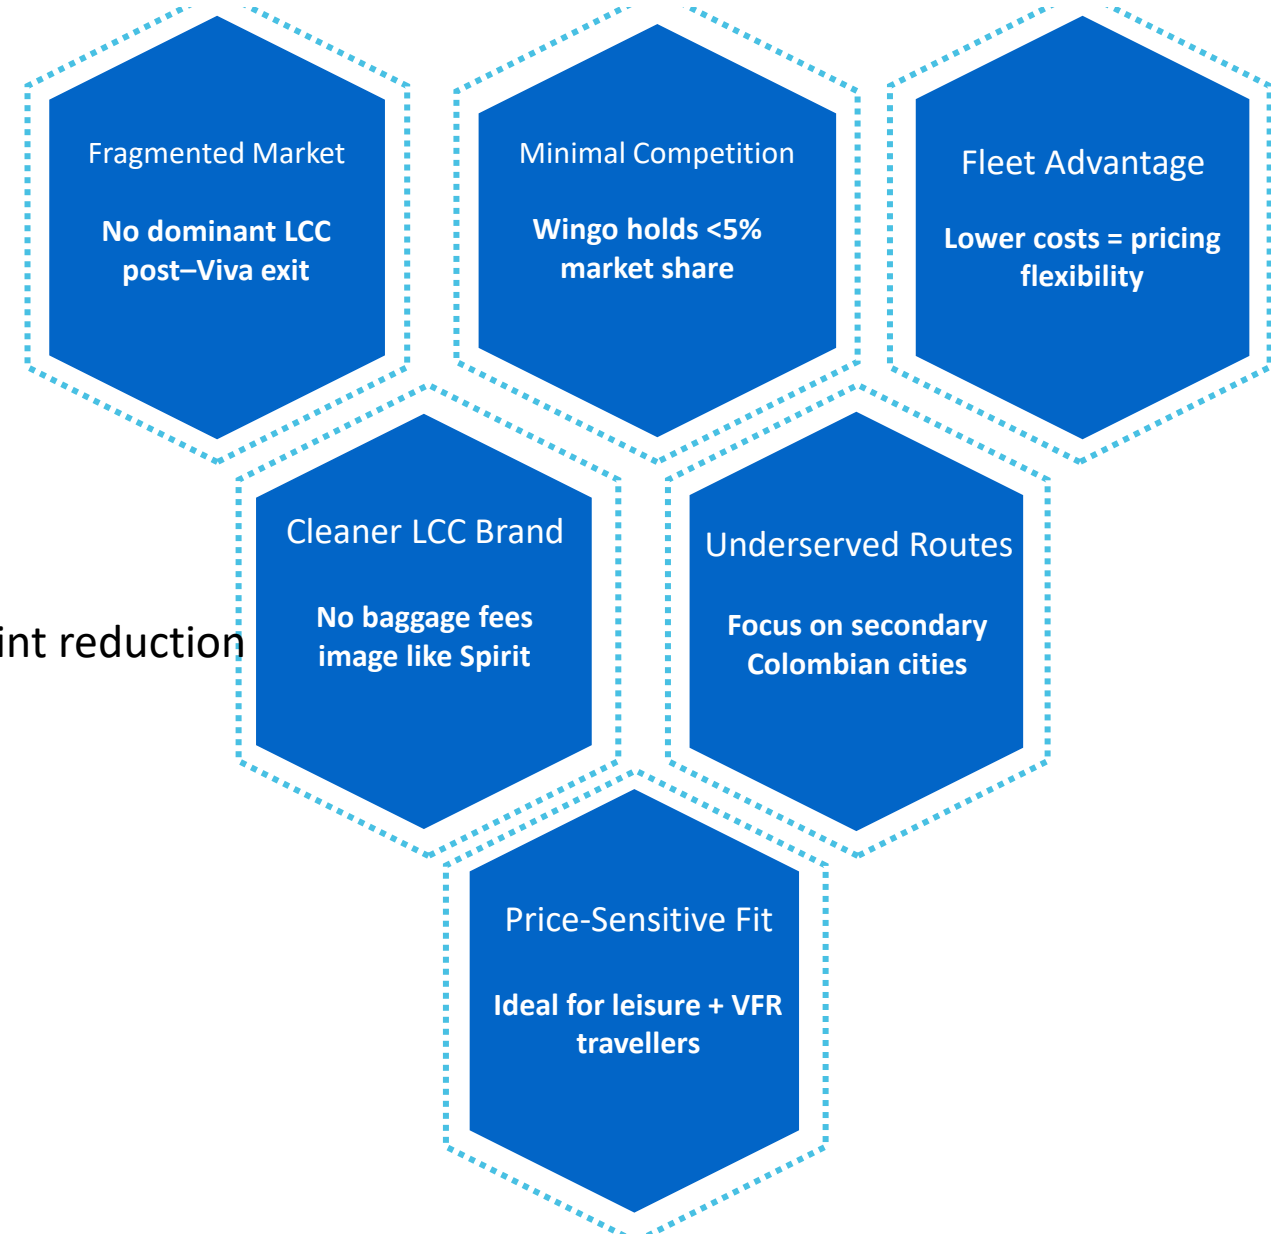 Fragmented Market
No dominant LCC
post–Viva exit
Minimal Competition
Wingo holds <5%
market share
Fleet Advantage
Lower costs = pricing
flexibility
Cleaner LCC Brand
No baggage fees
image like Spirit
Underserved Routes
Focus on secondary
Colombian cities
reduction
Price-Sensitive Fit
Ideal for leisure + VFR
travellers